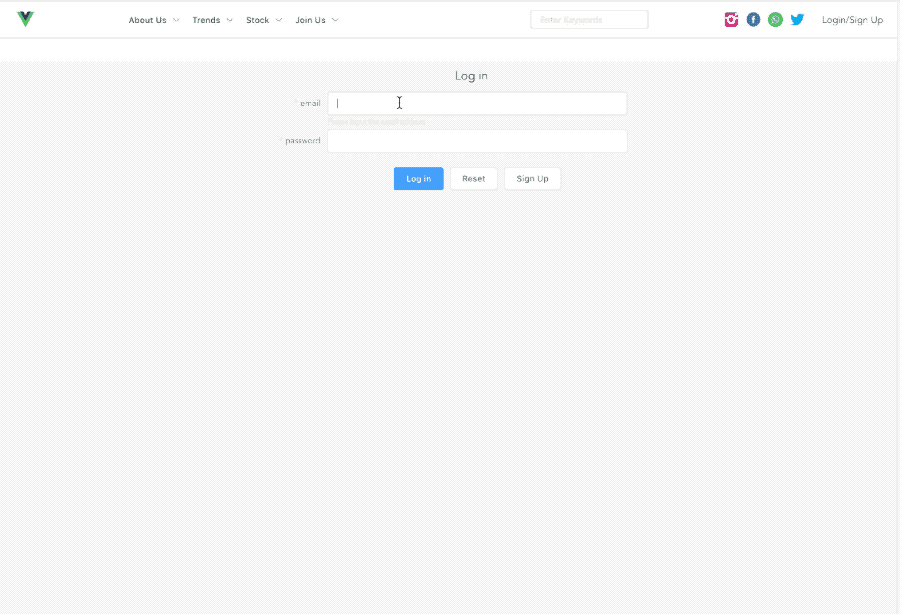 About Us Trends Stock Join Us Enter Keywords Login/Sign Up
Log in
* email
* password
Log in Reset Sign Up